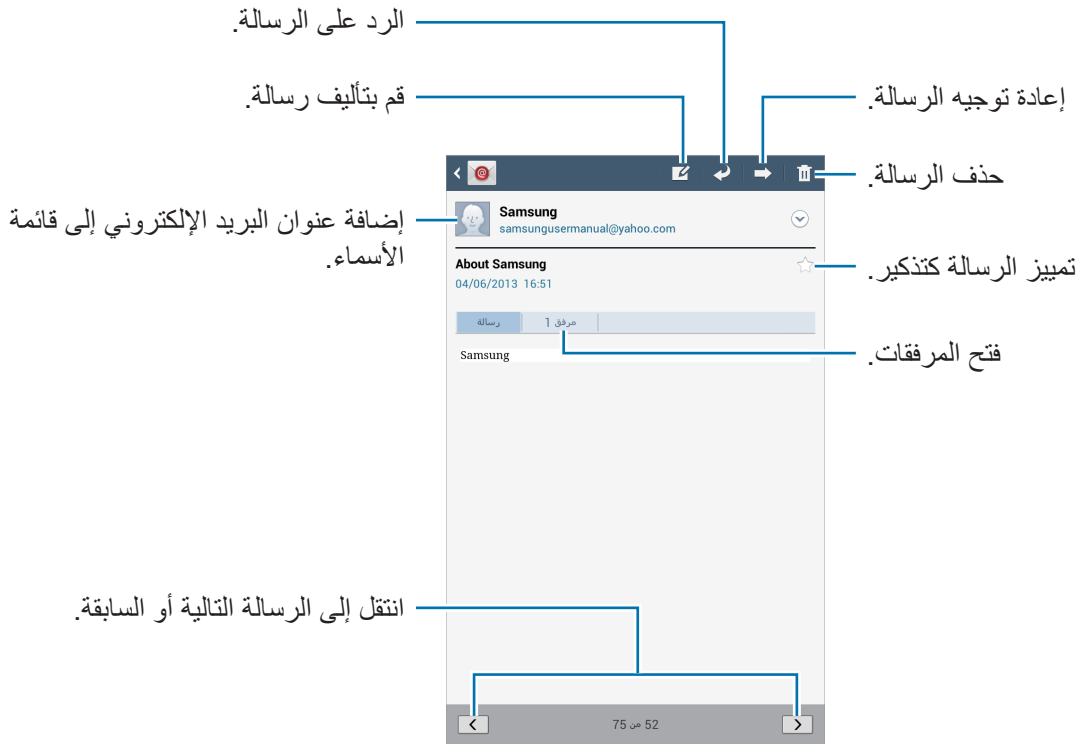 الرد على الرسالة.
قم بتأليف رسالة.
إعادة توجيه الرسالة.
حذف الرسالة.
إضافة عنوان البريد الإلكتروني إلى قائمة
الأسماء.
Samsung
samsungusermanual@yahoo.com
About Samsung
04/06/2013 16:51
تمييز الرسالة كتذكير.
رسالة
مرفق 1
فتح المرفقات.
Samsung
انتقل إلى الرسالة التالية أو السابقة.
52 من 75